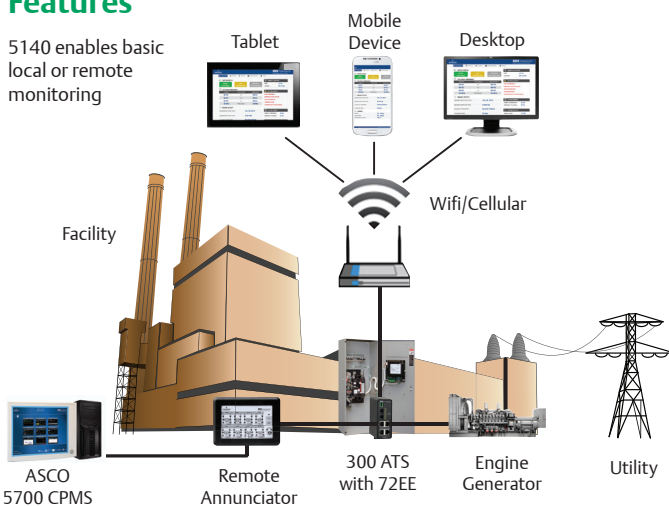 Features
5140 enables basic
local or remote
monitoring
Tablet
Mobile
Device
Desktop
Wifi/Cellular
Facility
ASCO
5700 CPMS
Remote
Annunciator
300 ATS
with 72EE
Engine
Generator
Utility